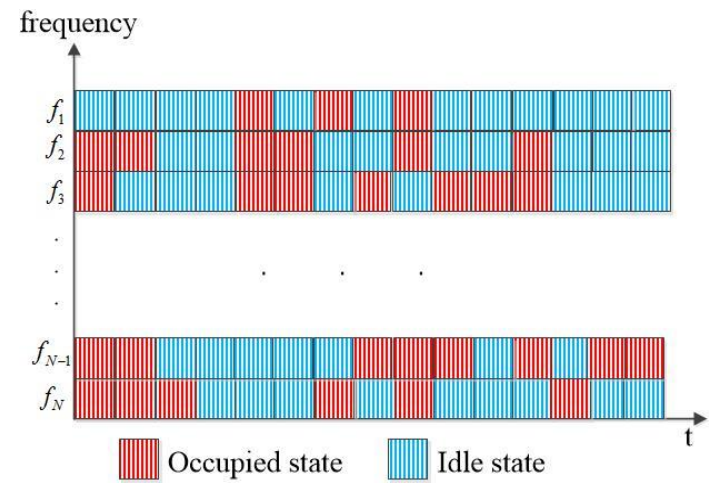 frequency
f1
f2
f3
.
.
.
. . .
fN-1
fN
t
Occupied state
Idle state